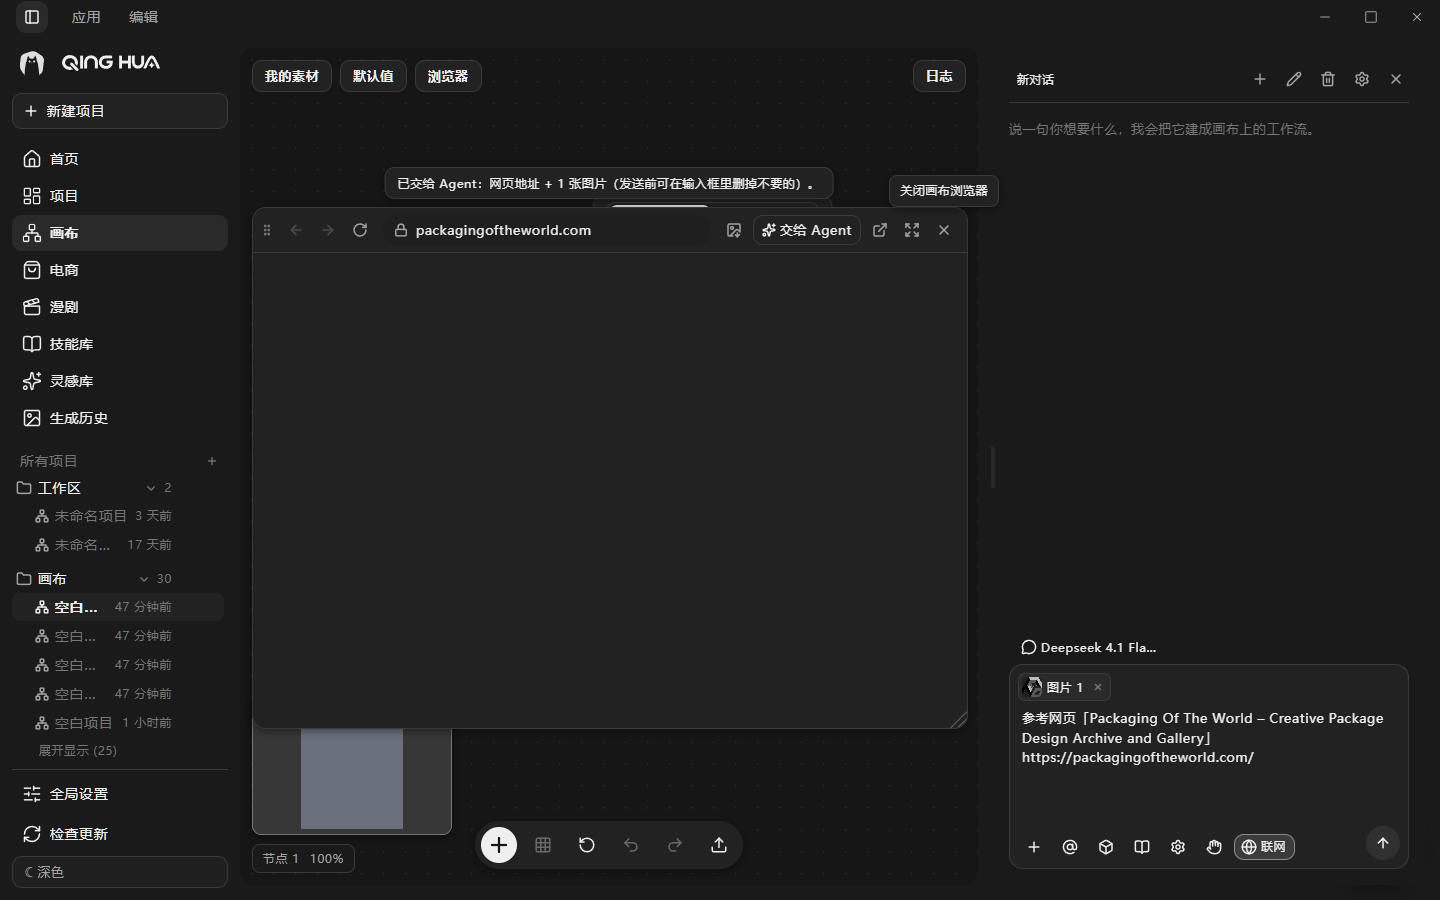 应用 编辑
QING HUA
新建项目
首页
项目
画布
电商
漫剧
技能库
灵感库
生成历史
所有项目
工作区 2
未命名项目 3 天前
未命名... 17 天前
画布 30
空白... 47 分钟前
空白... 47 分钟前
空白... 47 分钟前
空白... 47 分钟前
空白项目 1 小时前
展开显示 (25)
全局设置
检查更新
深色
我的素材 默认值 浏览器 日志
已交给 Agent：网页地址 + 1 张图片（发送前可在输入框里删掉不要的）。
关闭画布浏览器
packagingoftheworld.com 交给 Agent
节点 1 100%
新对话
说一句你想要什么，我会把它建成画布上的工作流。
Deepseek 4.1 Fla...
图片 1
参考网页「Packaging Of The World – Creative Package
Design Archive and Gallery」
https://packagingoftheworld.com/
联网